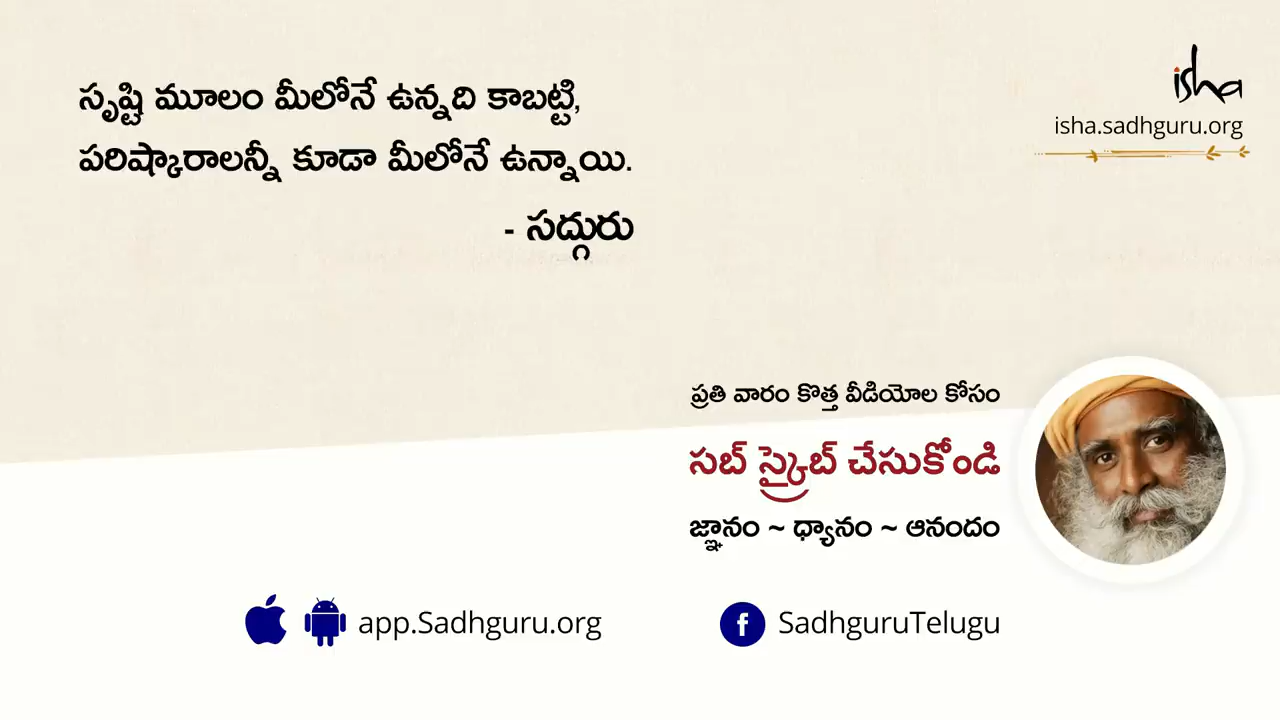 సృష్టి మూలం మీలోనే ఉన్నది కాబట్టి,
పరిష్కారాలన్నీ కూడా మీలోనే ఉన్నాయి.
- సద్గురు
isha
isha.sadhguru.org
ప్రతి వారం కొత్త వీడియోల కోసం
సబ్ స్క్రైబ్ చేసుకోండి
జ్ఞానం ~ ధ్యానం ~ ఆనందం
app.Sadhguru.org
f SadhguruTelugu